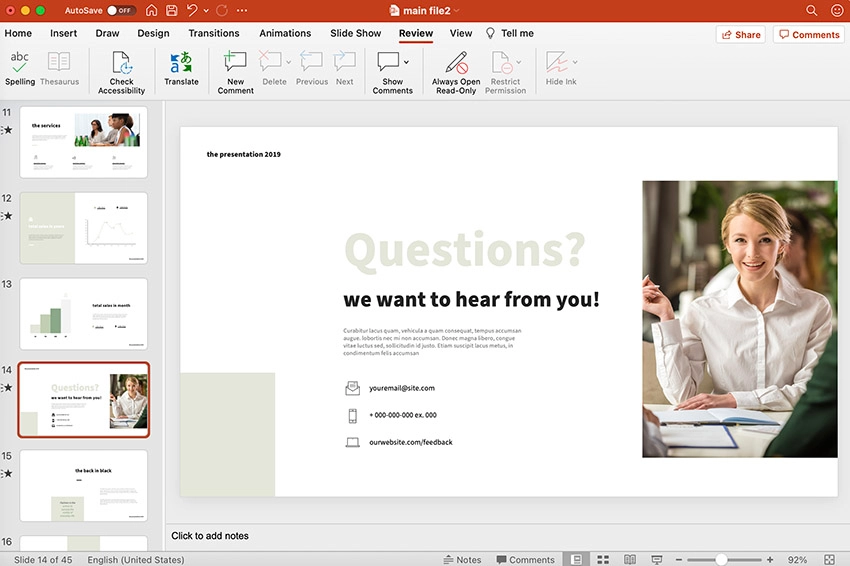 AutoSave OFF
main file2
Home Insert Draw Design Transitions Animations Slide Show Review View Tell me
Share Comments
abc
Spelling Thesaurus Check Accessibility Translate New Comment Delete Previous Next Show Comments Always Open Read-Only Restrict Permission Hide Ink
11
the services
12
13
total sales in month
14
Questions?
we want to hear from you!
15
the back in black
16
the presentation 2019
Questions?
we want to hear from you!
Curabitur lacus quam, vehicula a quam consequat, tempus accumsan
augue. lobortis nec mi non accumsan. Donec magna libero, congue
vitae luctus sed, sollicitudin id justo. Etiam suscipit lacus metus, in
condimentum felis accumsan
youremail@site.com
+ 000-000-000 ex. 000
ourwebsite.com/feedback
Click to add notes
Slide 14 of 45 English (United States) Notes Comments 92%